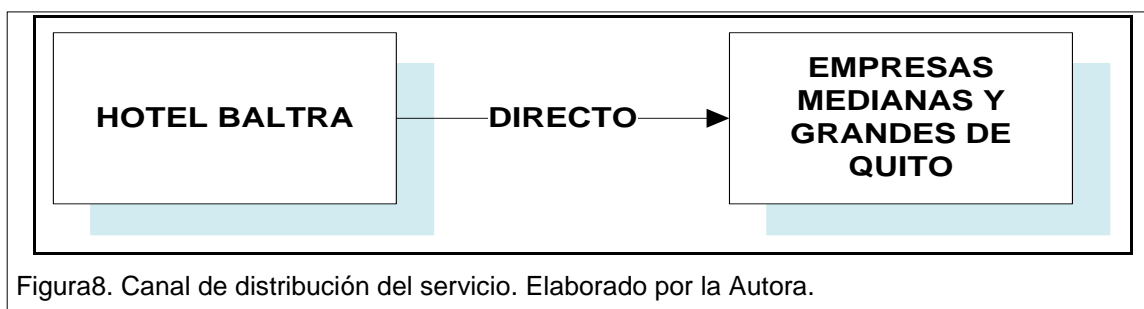 HOTEL BALTRA
DIRECTO
EMPRESAS
MEDIANAS Y
GRANDES DE
QUITO
Figura8. Canal de distribución del servicio. Elaborado por la Autora.